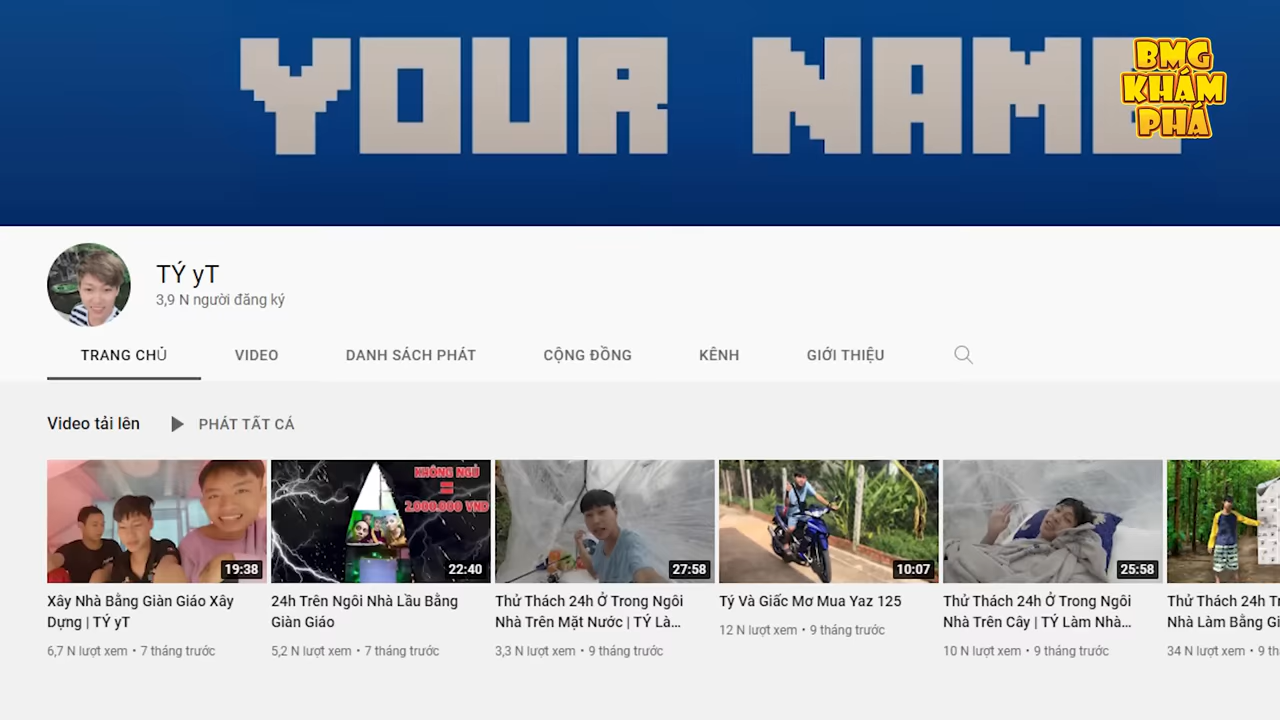 YOUR NAME
BMG
KHÁM
PHÁ
TÝ yT
3,9 N người đăng ký
TRANG CHỦ
VIDEO
DANH SÁCH PHÁT
CỘNG ĐỒNG
KÊNH
GIỚI THIỆU
Video tải lên
PHÁT TẤT CẢ
KHÔNG NGỦ
=
2.000.000 VND
19:38
22:40
27:58
10:07
25:58
Xây Nhà Bằng Giàn Giáo Xây
Dựng | TÝ yT
6,7 N lượt xem • 7 tháng trước
24h Trên Ngôi Nhà Lầu Bằng
Giàn Giáo
5,2 N lượt xem • 7 tháng trước
Thử Thách 24h Ở Trong Ngôi
Nhà Trên Mặt Nước | TÝ Là...
3,3 N lượt xem • 9 tháng trước
Tý Và Giấc Mơ Mua Yaz 125
12 N lượt xem • 9 tháng trước
Thử Thách 24h Ở Trong Ngôi
Nhà Trên Cây | TÝ Làm Nhà...
10 N lượt xem • 9 tháng trước
Thử Thách 24h Tr
Nhà Làm Bằng Gi
34 N lượt xem • 9 th